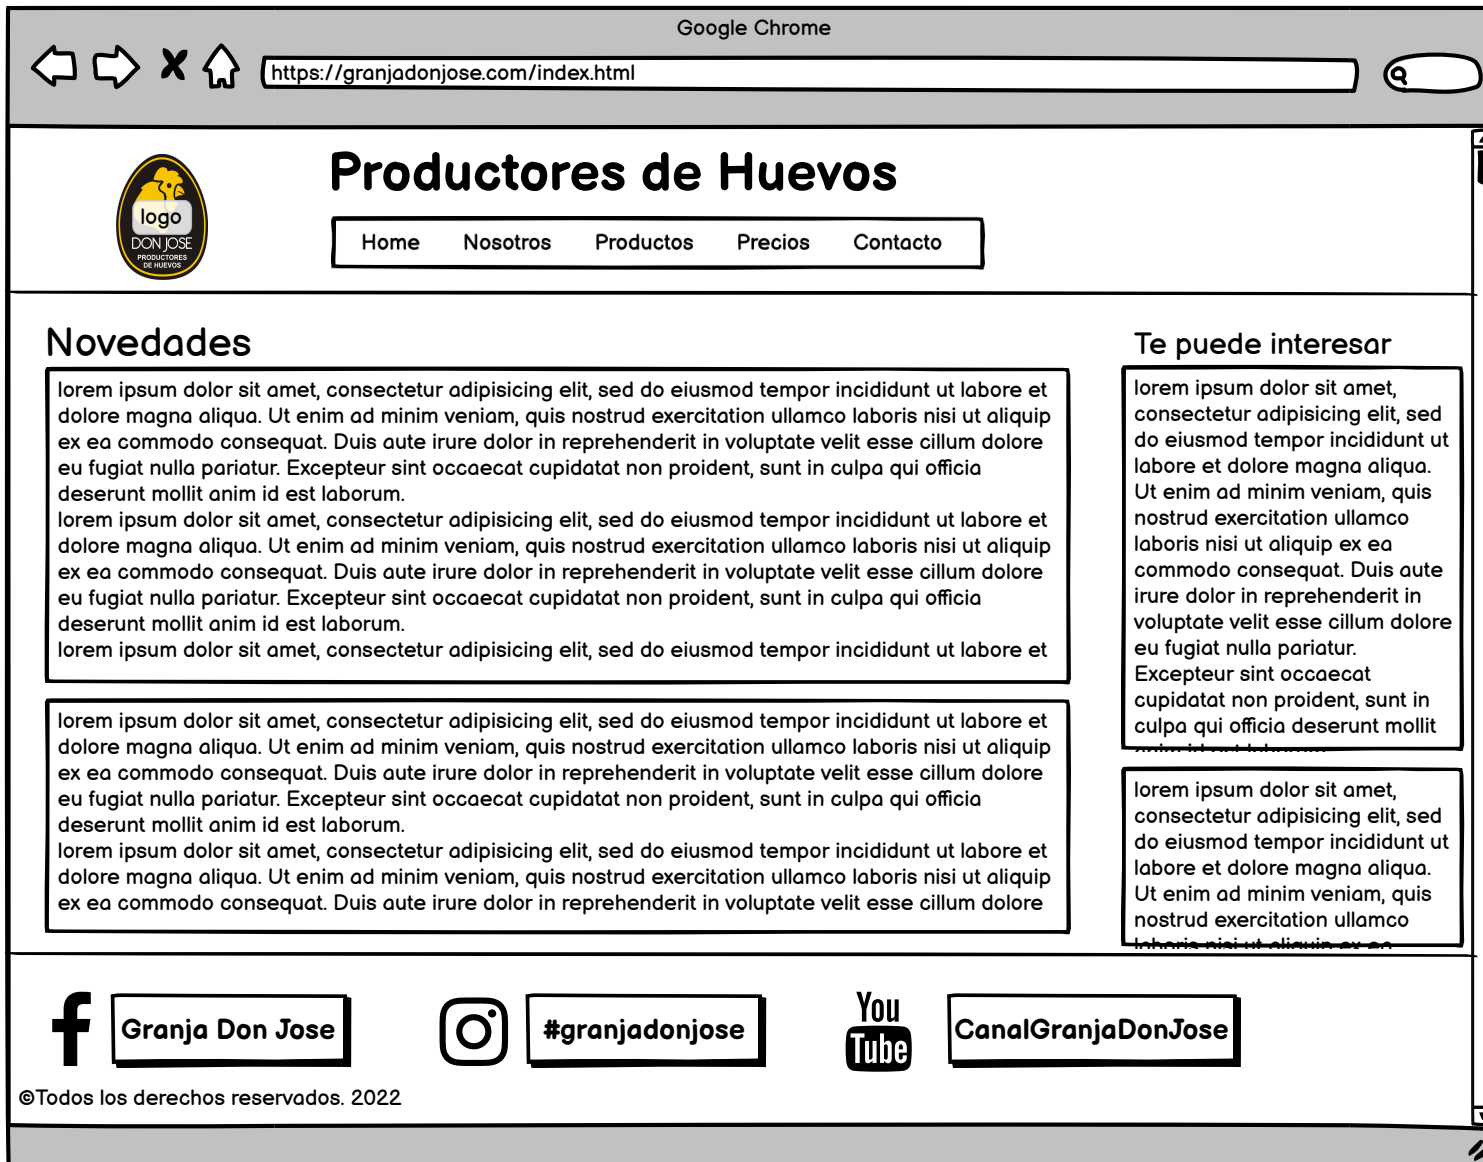 Google Chrome
https://granjadonjose.com/index.html
logo
DON JOSE
PRODUCTORES
DE HUEVOS
Productores de Huevos
Home Nosotros Productos Precios Contacto
Novedades
lorem ipsum dolor sit amet, consectetur adipisicing elit, sed do eiusmod tempor incididunt ut labore et
dolore magna aliqua. Ut enim ad minim veniam, quis nostrud exercitation ullamco laboris nisi ut aliquip
ex ea commodo consequat. Duis aute irure dolor in reprehenderit in voluptate velit esse cillum dolore
eu fugiat nulla pariatur. Excepteur sint occaecat cupidatat non proident, sunt in culpa qui officia
deserunt mollit anim id est laborum.
lorem ipsum dolor sit amet, consectetur adipisicing elit, sed do eiusmod tempor incididunt ut labore et
dolore magna aliqua. Ut enim ad minim veniam, quis nostrud exercitation ullamco laboris nisi ut aliquip
ex ea commodo consequat. Duis aute irure dolor in reprehenderit in voluptate velit esse cillum dolore
eu fugiat nulla pariatur. Excepteur sint occaecat cupidatat non proident, sunt in culpa qui officia
deserunt mollit anim id est laborum.
lorem ipsum dolor sit amet, consectetur adipisicing elit, sed do eiusmod tempor incididunt ut labore et
lorem ipsum dolor sit amet, consectetur adipisicing elit, sed do eiusmod tempor incididunt ut labore et
dolore magna aliqua. Ut enim ad minim veniam, quis nostrud exercitation ullamco laboris nisi ut aliquip
ex ea commodo consequat. Duis aute irure dolor in reprehenderit in voluptate velit esse cillum dolore
eu fugiat nulla pariatur. Excepteur sint occaecat cupidatat non proident, sunt in culpa qui officia
deserunt mollit anim id est laborum.
lorem ipsum dolor sit amet, consectetur adipisicing elit, sed do eiusmod tempor incididunt ut labore et
dolore magna aliqua. Ut enim ad minim veniam, quis nostrud exercitation ullamco laboris nisi ut aliquip
ex ea commodo consequat. Duis aute irure dolor in reprehenderit in voluptate velit esse cillum dolore
Te puede interesar
lorem ipsum dolor sit amet,
consectetur adipisicing elit, sed
do eiusmod tempor incididunt ut
labore et dolore magna aliqua.
Ut enim ad minim veniam, quis
nostrud exercitation ullamco
laboris nisi ut aliquip ex ea
commodo consequat. Duis aute
irure dolor in reprehenderit in
voluptate velit esse cillum dolore
eu fugiat nulla pariatur.
Excepteur sint occaecat
cupidatat non proident, sunt in
culpa qui officia deserunt mollit
lorem ipsum dolor sit amet,
consectetur adipisicing elit, sed
do eiusmod tempor incididunt ut
labore et dolore magna aliqua.
Ut enim ad minim veniam, quis
nostrud exercitation ullamco
laboris nisi ut aliquip ex ea
Granja Don Jose
#granjadonjose
You
Tube
CanalGranjaDonJose
©Todos los derechos reservados. 2022